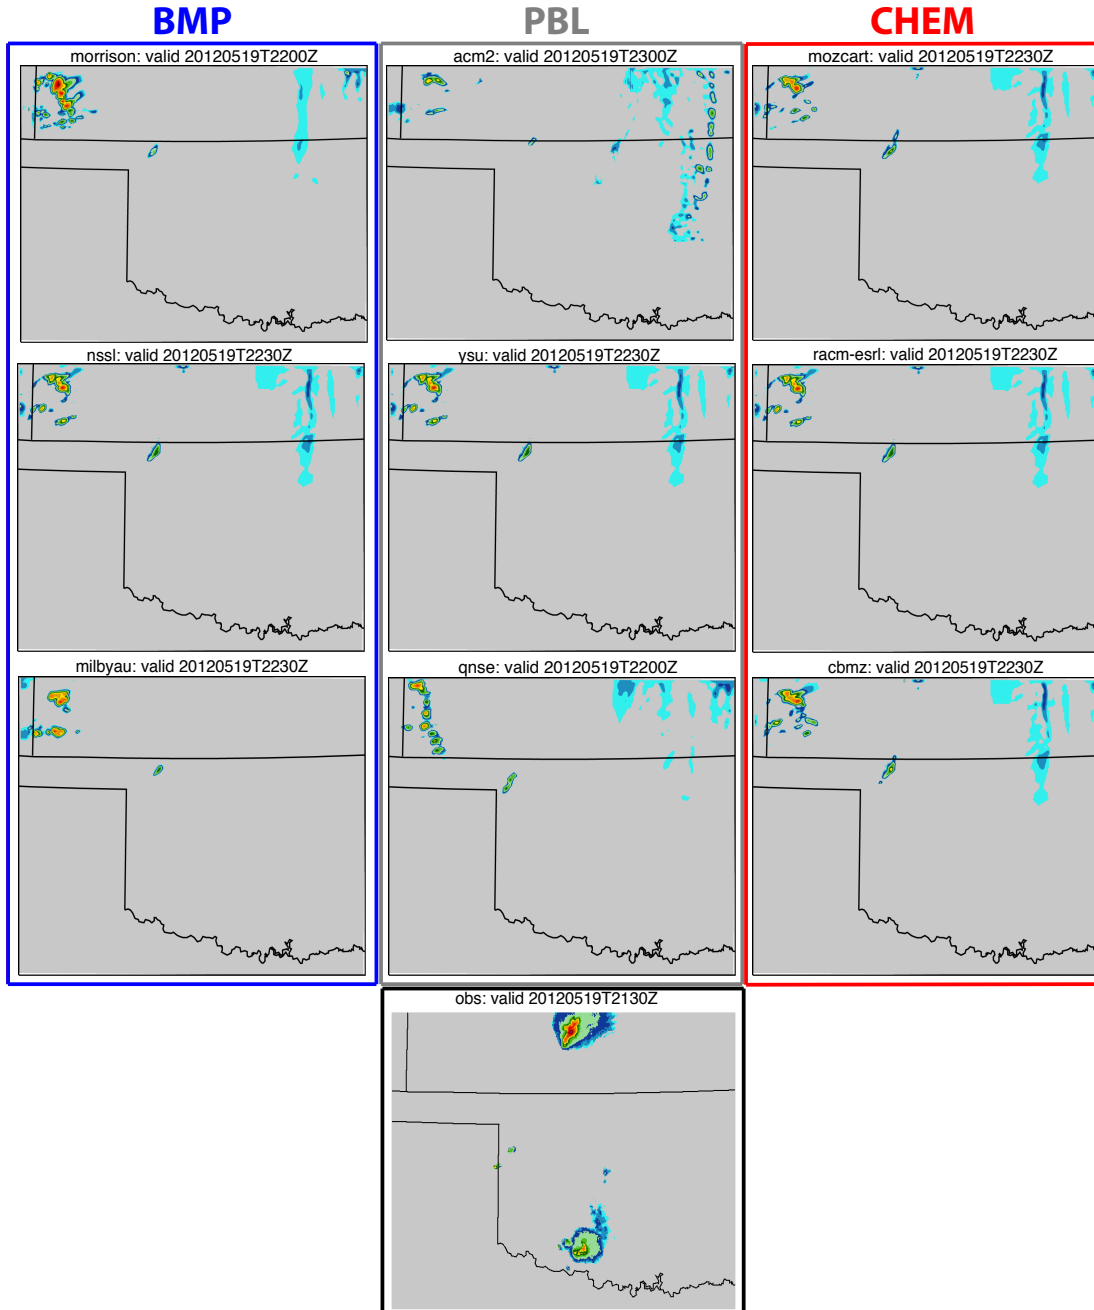 BMP PBL CHEM
morrison: valid 20120519T2200Z acm2: valid 20120519T2300Z mozcart: valid 20120519T2230Z
nssl: valid 20120519T2230Z ysu: valid 20120519T2230Z racm-esrl: valid 20120519T2230Z
milbyau: valid 20120519T2230Z qnse: valid 20120519T2200Z cbmz: valid 20120519T2230Z
obs: valid 20120519T2130Z